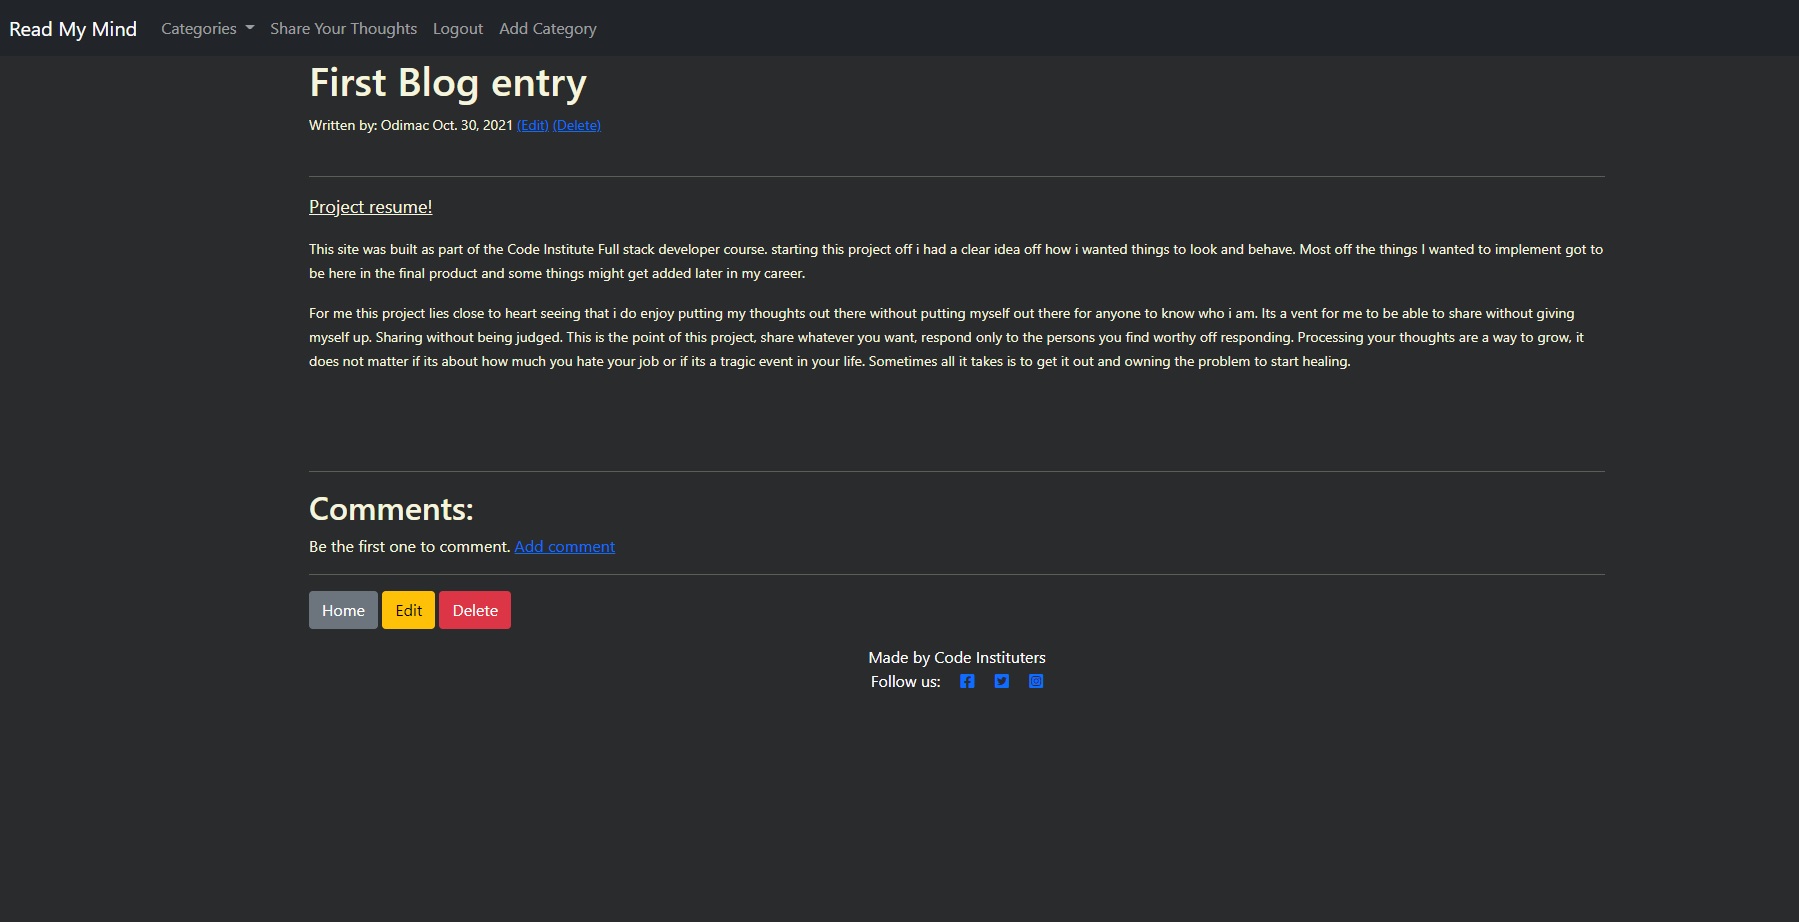 Read My Mind Categories Share Your Thoughts Logout Add Category
First Blog entry
Written by: Odimac Oct. 30, 2021 (Edit) (Delete)
Project resume!
This site was built as part of the Code Institute Full stack developer course. starting this project off i had a clear idea off how i wanted things to look and behave. Most off the things I wanted to implement got to
be here in the final product and some things might get added later in my career.
For me this project lies close to heart seeing that i do enjoy putting my thoughts out there without putting myself out there for anyone to know who i am. Its a vent for me to be able to share without giving
myself up. Sharing without being judged. This is the point of this project, share whatever you want, respond only to the persons you find worthy off responding. Processing your thoughts are a way to grow, it
does not matter if its about how much you hate your job or if its a tragic event in your life. Sometimes all it takes is to get it out and owning the problem to start healing.
Comments:
Be the first one to comment. Add comment
Home Edit Delete
Made by Code Instituters
Follow us: